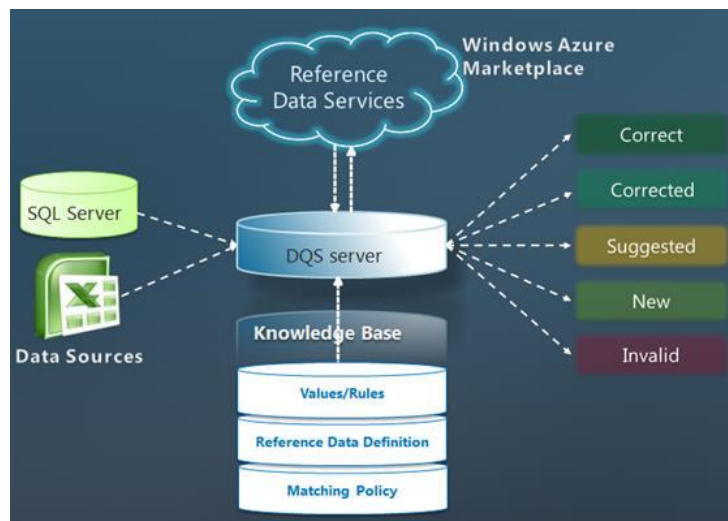 Windows Azure
Marketplace
Reference
Data Services
SQL Server
Data Sources
DQS server
Knowledge Base
Values/Rules
Reference Data Definition
Matching Policy
Correct
Corrected
Suggested
New
Invalid